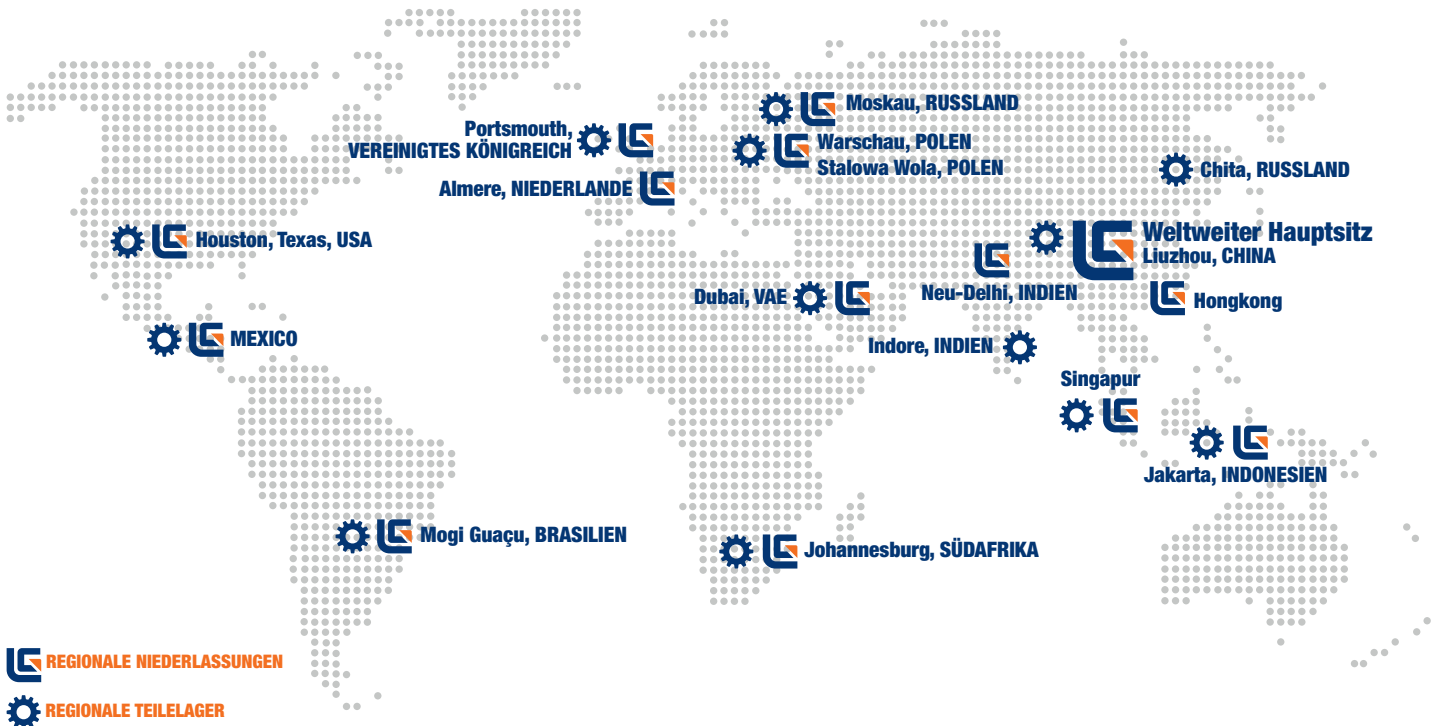 Moskau, RUSSLAND
Portsmouth,
VEREINIGTES KÖNIGREICH
Warschau, POLEN
Stalowa Wola, POLEN
Chita, RUSSLAND
Almere, NIEDERLANDE
Houston, Texas, USA
Weltweiter Hauptsitz
Liuzhou, CHINA
Neu-Delhi, INDIEN
Dubai, VAE
Hongkong
MEXICO
Indore, INDIEN
Singapur
Jakarta, INDONESIEN
Mogi Guaçu, BRASILIEN
Johannesburg, SÜDAFRIKA
REGIONALE NIEDERLASSUNGEN
REGIONALE TEILELAGER